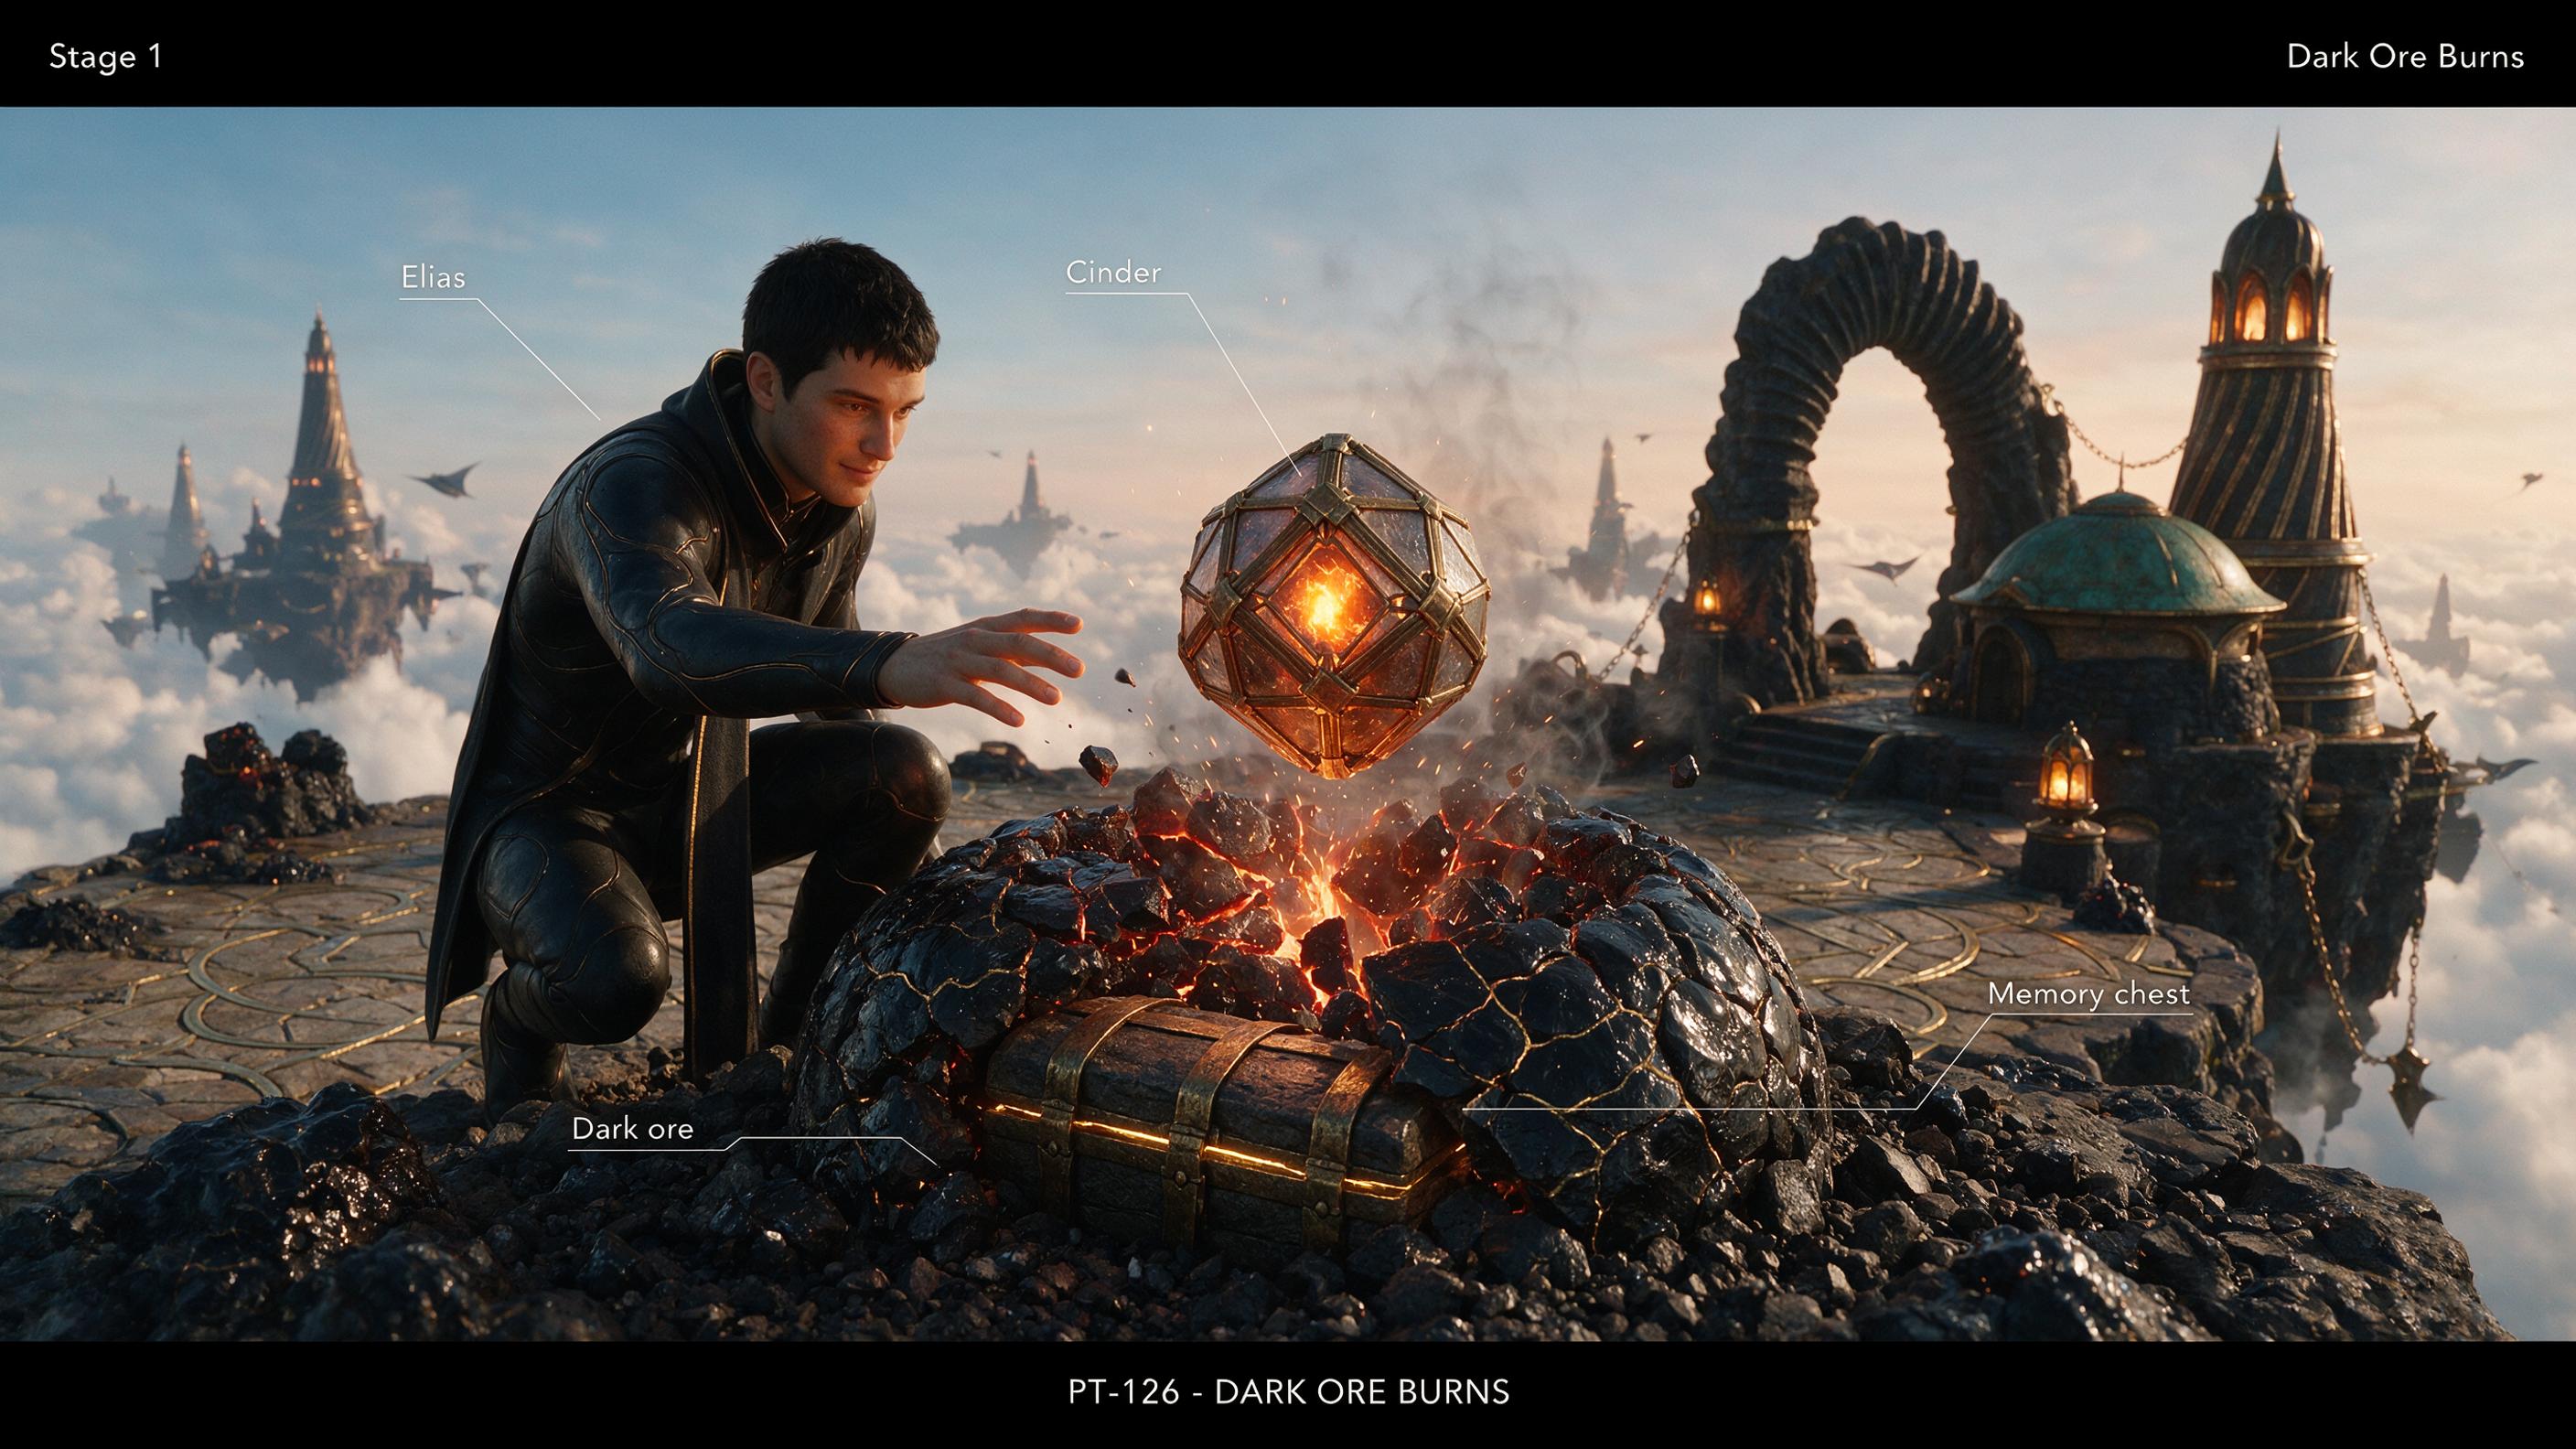 Stage 1
Dark Ore Burns
Elias
Cinder
Memory chest
Dark ore
PT-126 - DARK ORE BURNS